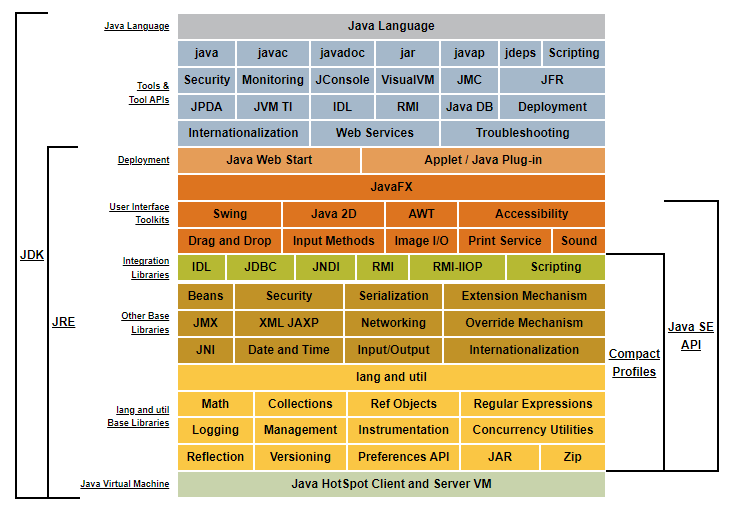 Java Language Java Language
java javac javadoc jar javap jdeps Scripting
Tools &
Tool APIs
Security Monitoring JConsole VisualVM JMC JFR
JPDA JVM TI IDL RMI Java DB Deployment
Internationalization Web Services Troubleshooting
Deployment Java Web Start Applet / Java Plug-in
JavaFX
User Interface
Toolkits
Swing Java 2D AWT Accessibility
Drag and Drop Input Methods Image I/O Print Service Sound
Integration
Libraries
IDL JDBC JNDI RMI RMI-IIOP Scripting
JDK
JRE
Other Base
Libraries
Beans Security Serialization Extension Mechanism
JMX XML JAXP Networking Override Mechanism
JNI Date and Time Input/Output Internationalization
Java SE
API
Compact
Profiles
lang and util
lang and util
Base Libraries
Math Collections Ref Objects Regular Expressions
Logging Management Instrumentation Concurrency Utilities
Reflection Versioning Preferences API JAR Zip
Java Virtual Machine Java HotSpot Client and Server VM